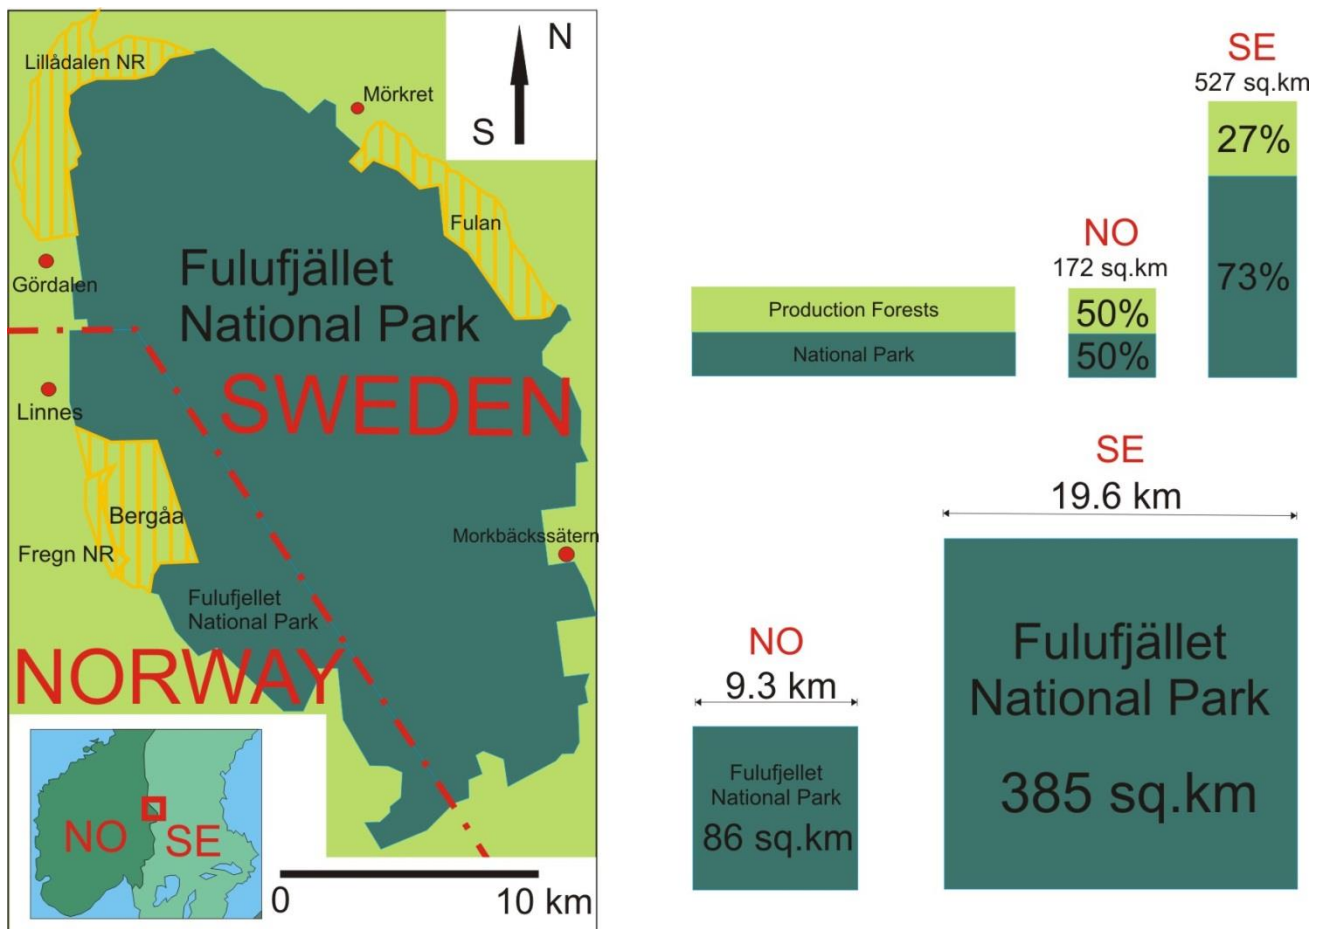 Lillådalen NR
N
S
Mörkret
Fulan
Fulufjället
National Park
Gördalen
SWEDEN
Linnes
Bergåa
Fregn NR
Morkbäckssätern
Fulufjellet
National Park
NORWAY
NO
SE
0
10 km
SE
527 sq.km
27%
73%
NO
172 sq.km
50%
50%
Production Forests
National Park
SE
19.6 km
Fulufjället
National Park
385 sq.km
NO
9.3 km
Fulufjellet
National Park
86 sq.km